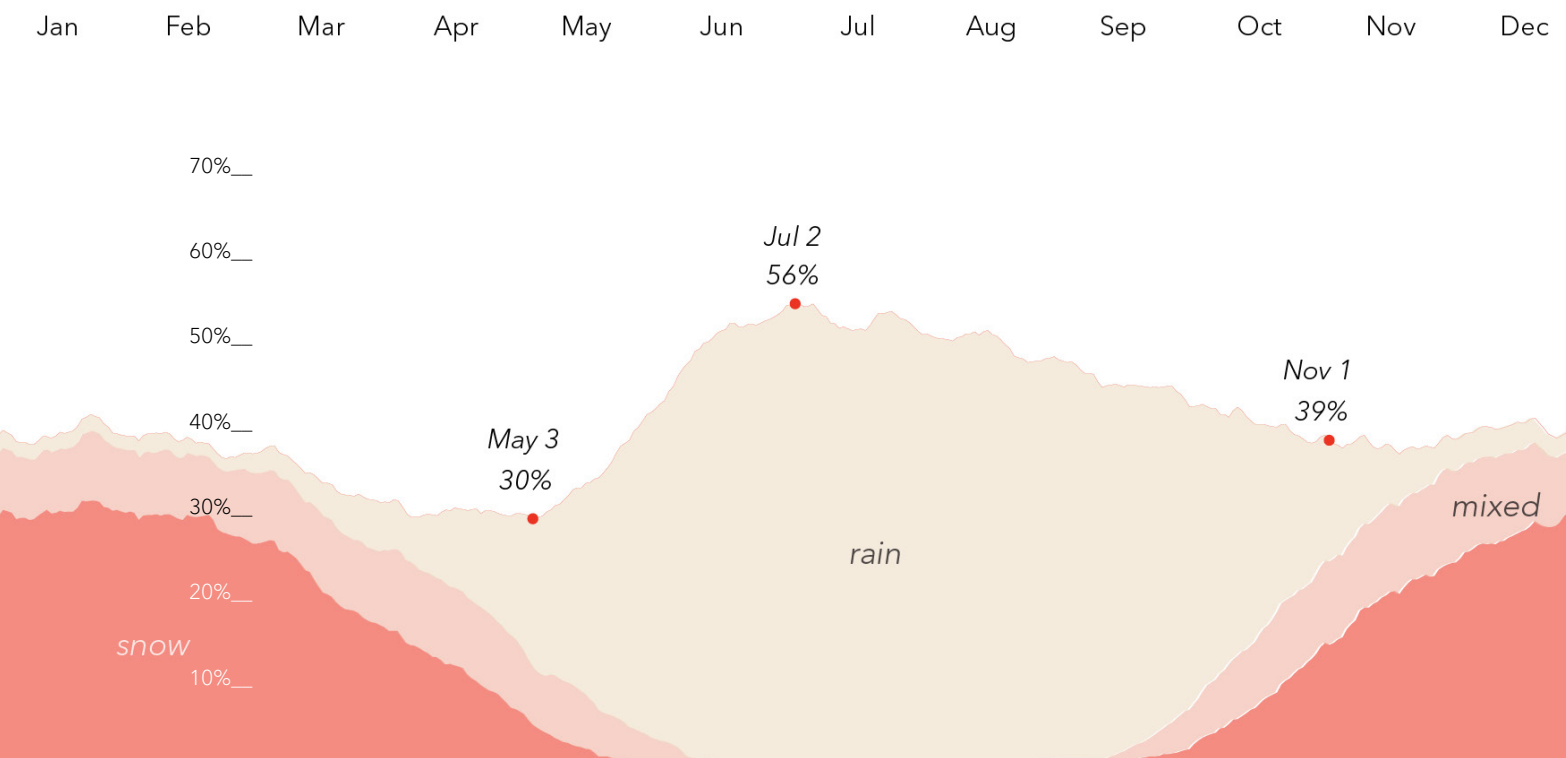 Jan Feb Mar Apr May Jun Jul Aug Sep Oct Nov Dec
70%
60%
50%
40%
30%
20%
10%
Jul 2
56%
Nov 1
39%
May 3
30%
rain
mixed
snow